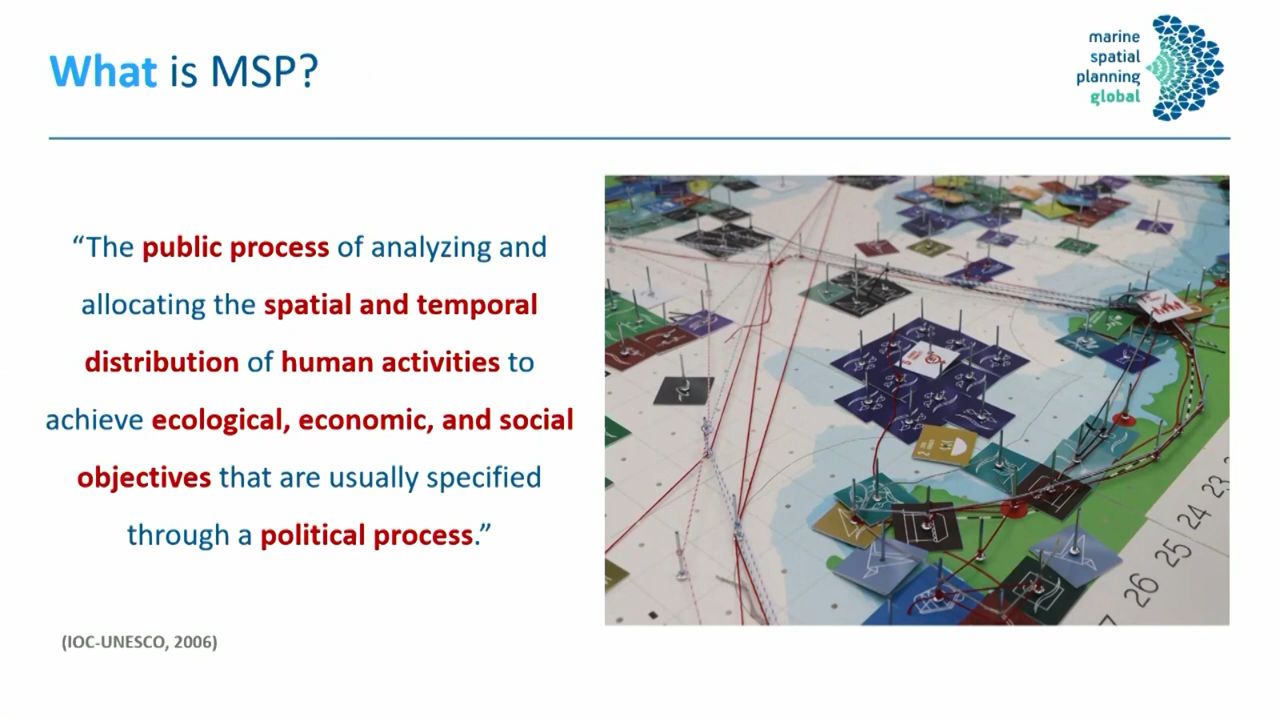 What is MSP?
marine
spatial
planning
global
“The public process of analyzing and
allocating the spatial and temporal
distribution of human activities to
achieve ecological, economic, and social
objectives that are usually specified
through a political process.”
(IOC-UNESCO, 2006)
23
24
25
26